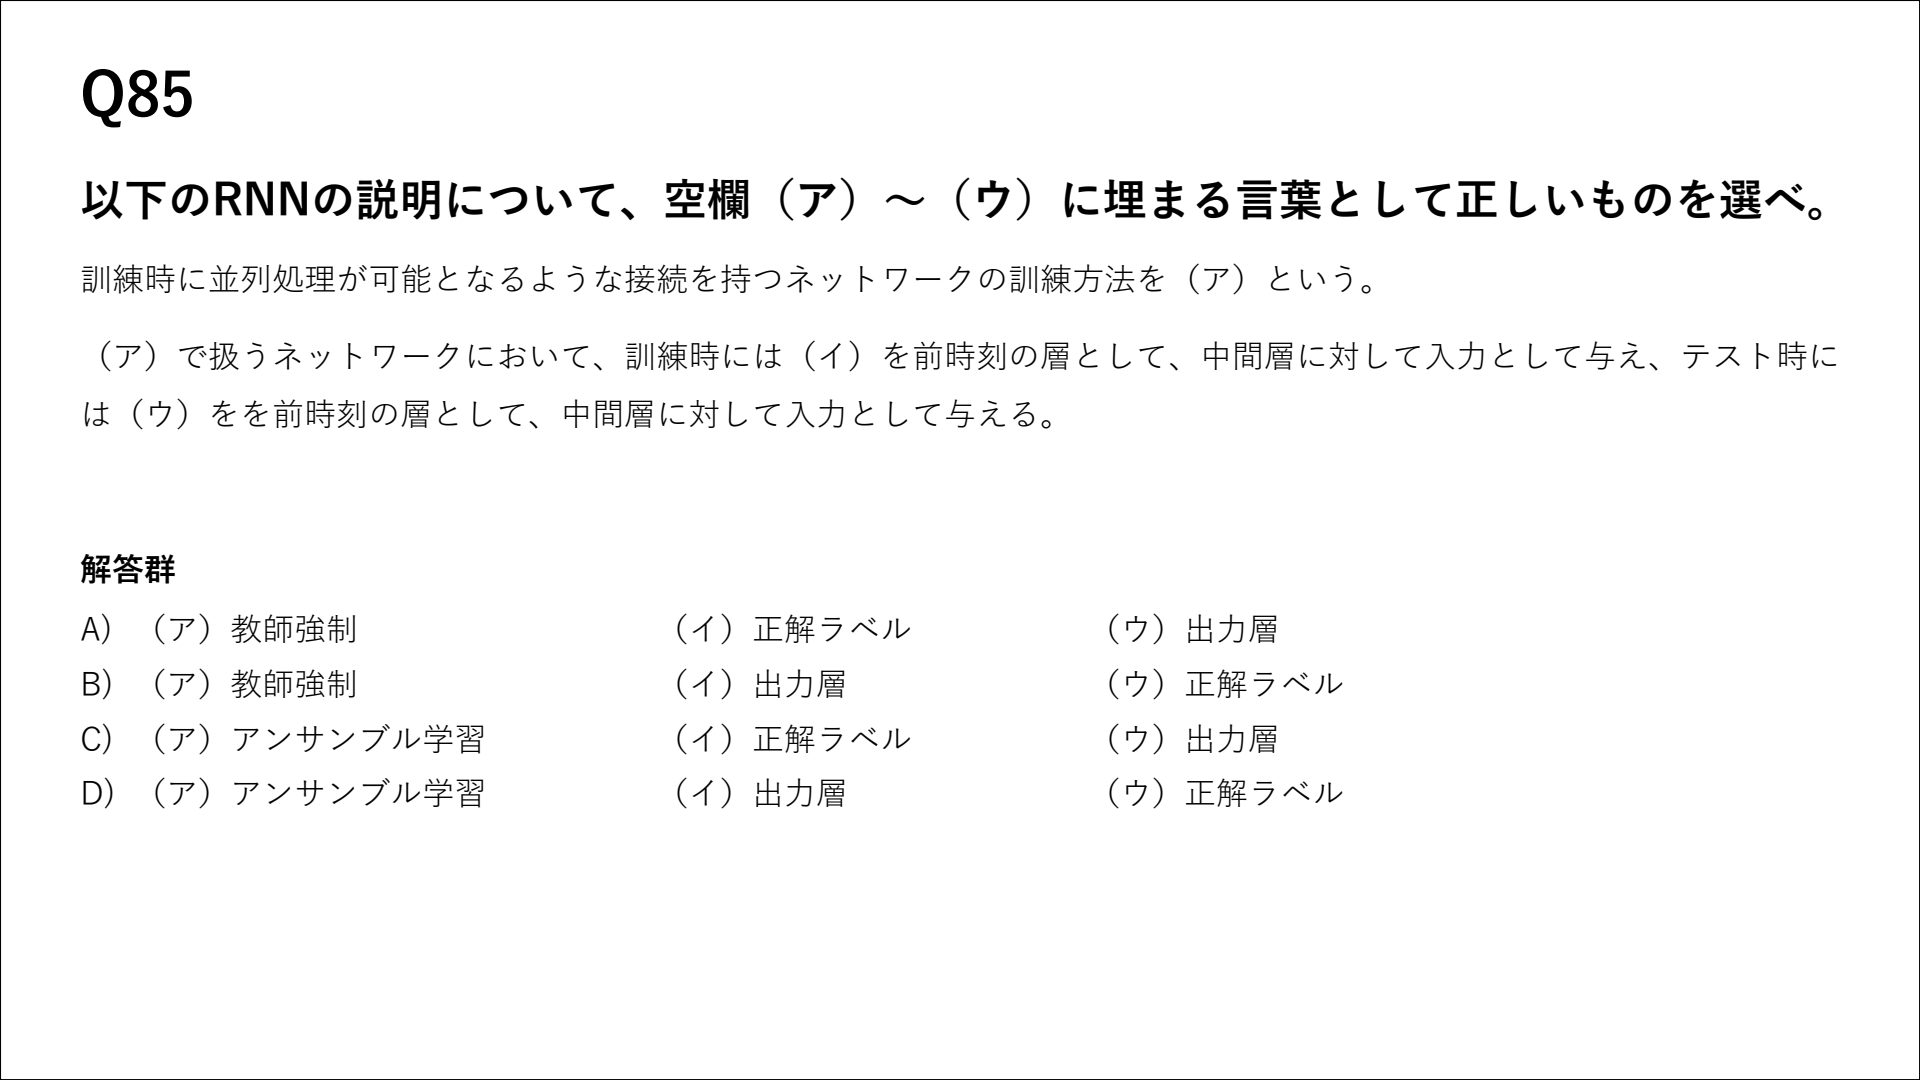 Q85
以下のRNNの説明について、空欄（ア）～（ウ）に埋まる言葉として正しいものを選べ。
訓練時に並列処理が可能となるような接続を持つネットワークの訓練方法を（ア）という。
（ア）で扱うネットワークにおいて、訓練時には（イ）を前時刻の層として、中間層に対して入力として与え、テスト時に
は（ウ）をを前時刻の層として、中間層に対して入力として与える。
解答群
A) （ア）教師強制 （イ）正解ラベル （ウ）出力層
B) （ア）教師強制 （イ）出力層 （ウ）正解ラベル
C) （ア）アンサンブル学習 （イ）正解ラベル （ウ）出力層
D) （ア）アンサンブル学習 （イ）出力層 （ウ）正解ラベル